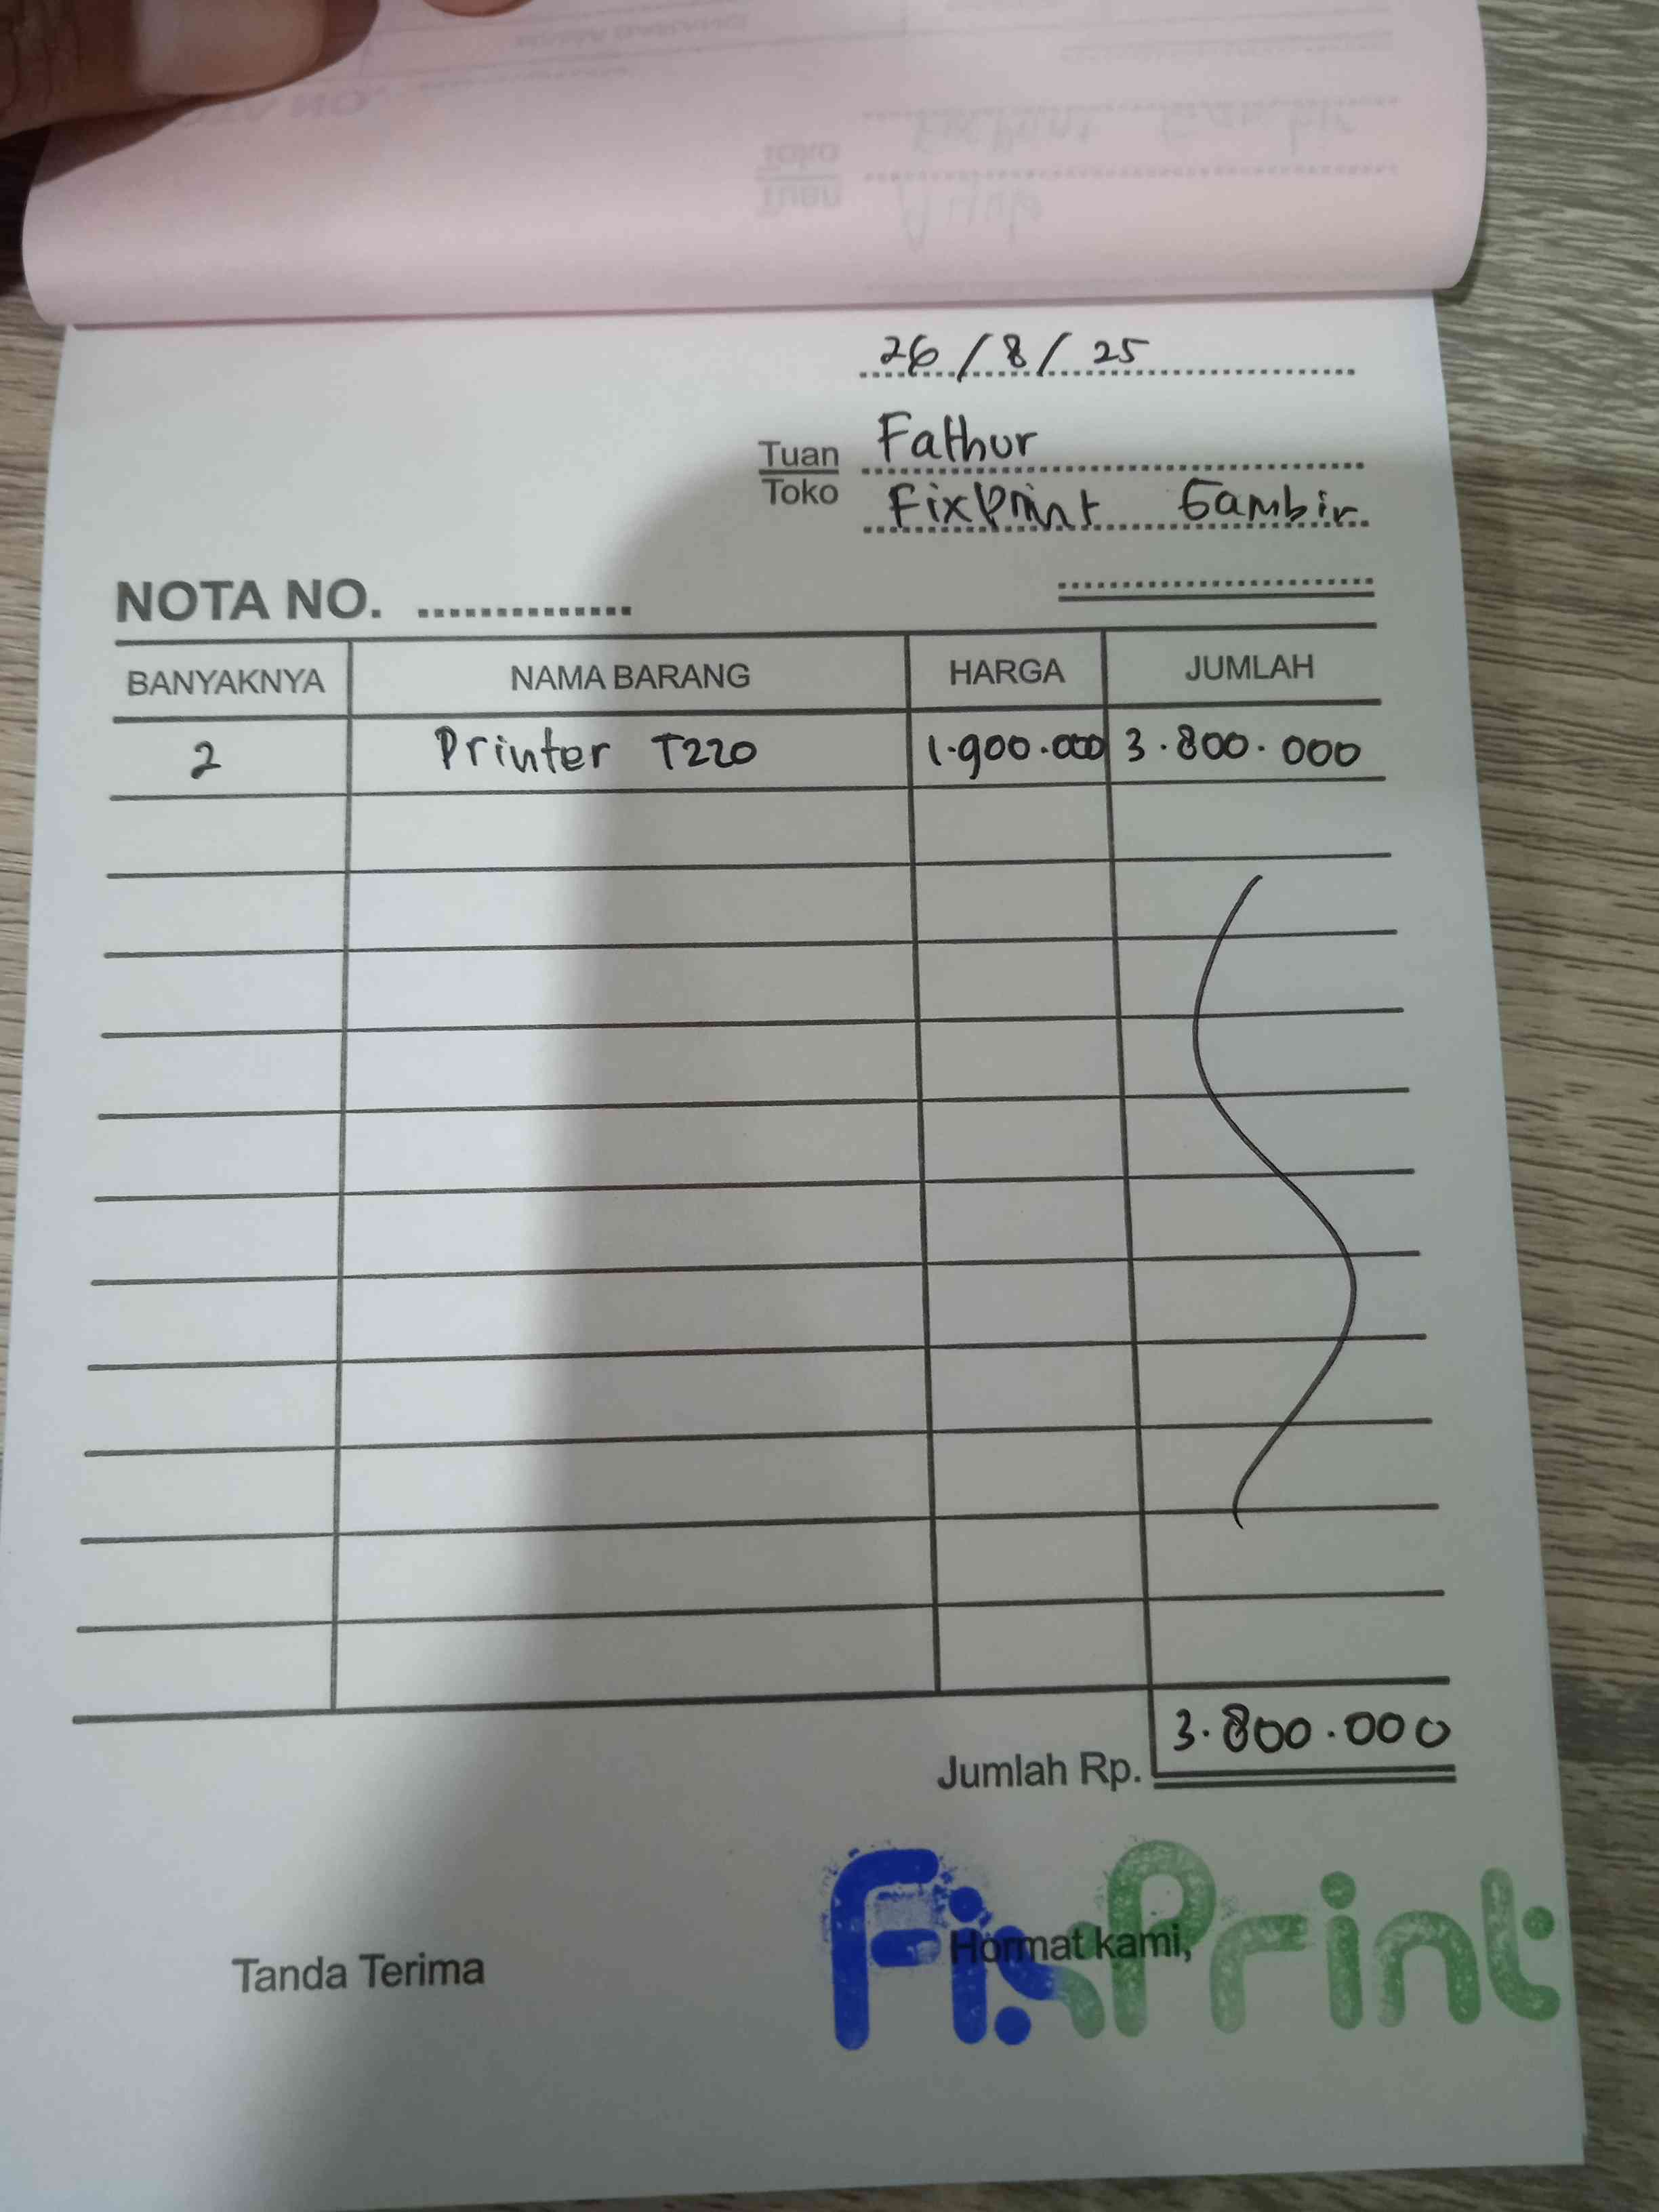 26/8/25
Tuan Fathur
Toko FixPrint Gambir
NOTA NO. ..............
BANYAKNYA NAMA BARANG HARGA JUMLAH
2 Printer T220 1.900.000 3.800.000
Jumlah Rp. 3.800.000
Tanda Terima Hormat kami,
FixPrint